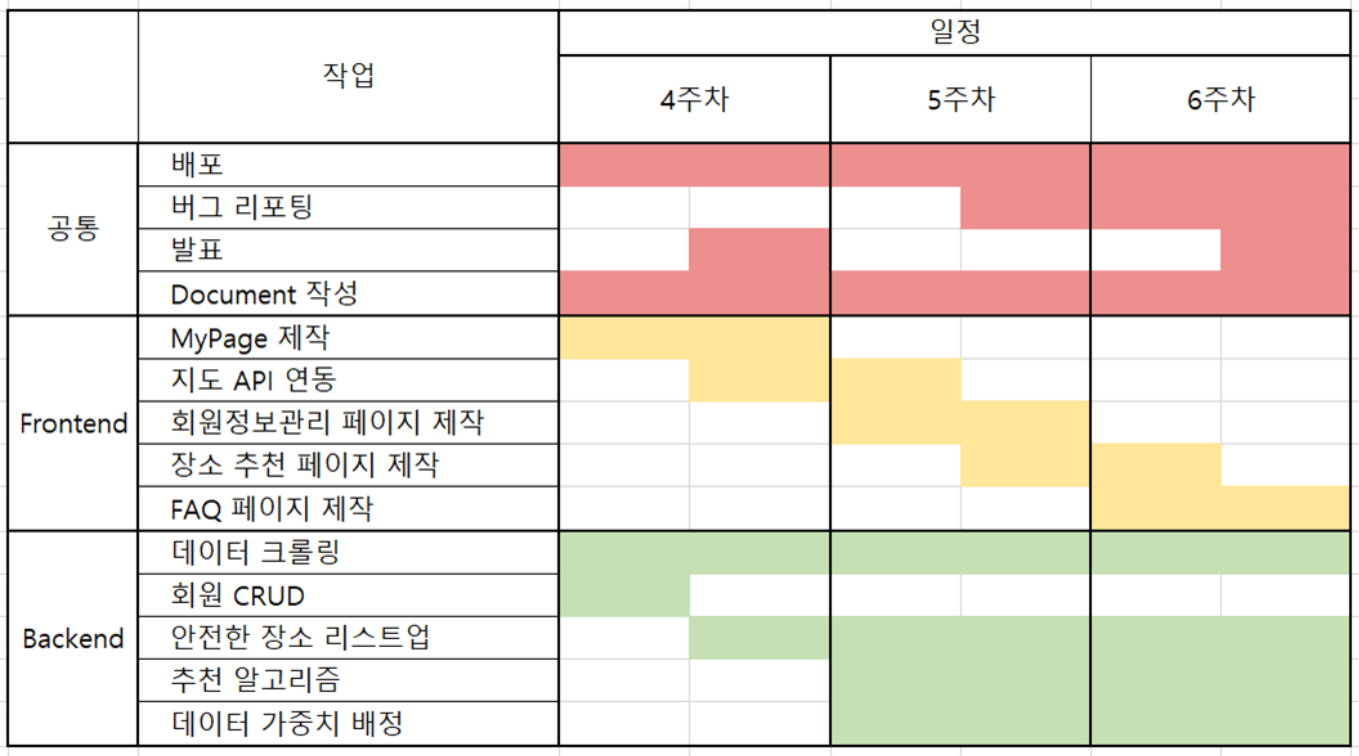 작업
일정
4주차
5주차
6주차
공통
배포
버그 리포팅
발표
Document 작성
Frontend
MyPage 제작
지도 API 연동
회원정보관리 페이지 제작
장소 추천 페이지 제작
FAQ 페이지 제작
Backend
데이터 크롤링
회원 CRUD
안전한 장소 리스트업
추천 알고리즘
데이터 가중치 배정